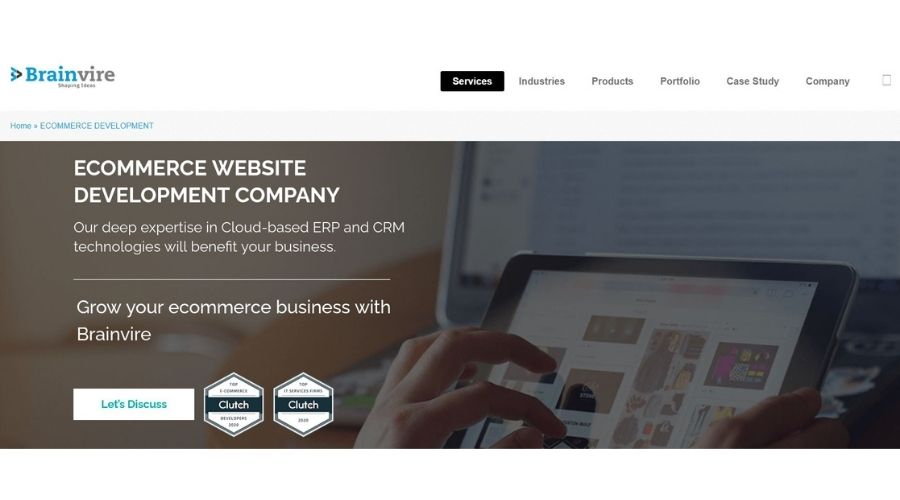 Brainvire
Shaping Ideas
Services
Industries
Products
Portfolio
Case Study
Company
Home » ECOMMERCE DEVELOPMENT
ECOMMERCE WEBSITE
DEVELOPMENT COMPANY
Our deep expertise in Cloud-based ERP and CRM
technologies will benefit your business.
Grow your ecommerce business with
Brainvire
Let's Discuss
TOP
E-COMMERCE
Clutch
DEVELOPERS
2020
TOP
IT SERVICES FIRMS
Clutch
2020